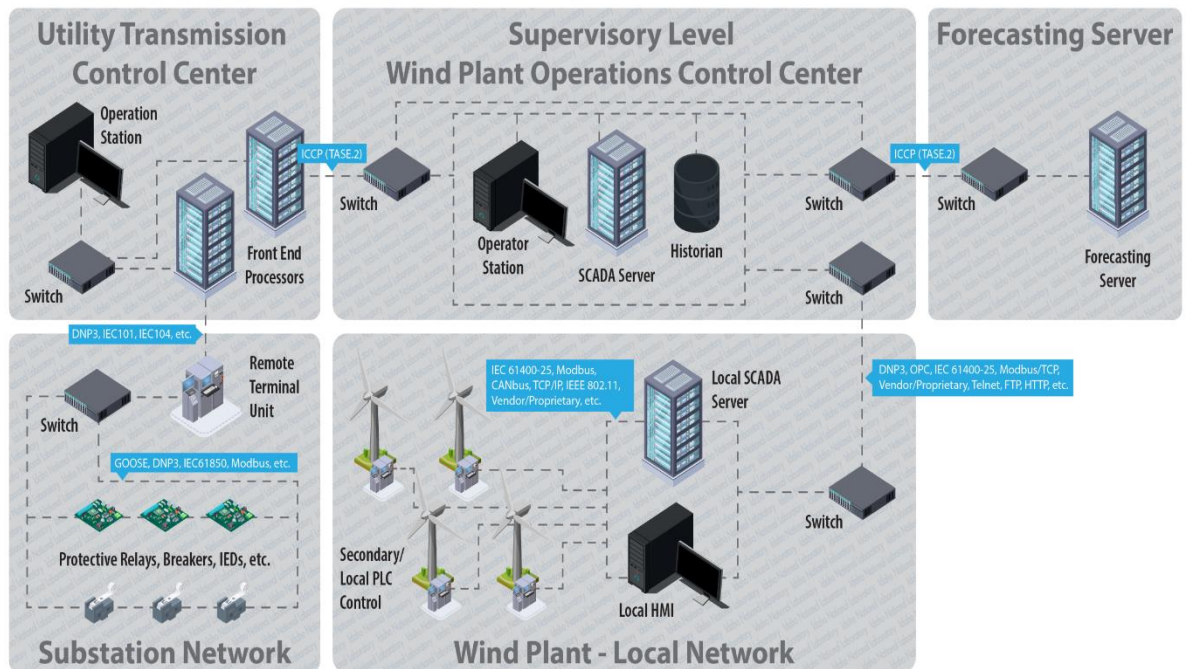 Utility Transmission
Control Center
Operation
Station
Switch
Front End
Processors
ICCP (TASE.2)
Supervisory Level
Wind Plant Operations Control Center
Switch
Operator
Station
SCADA Server
Historian
Switch
Switch
ICCP (TASE.2)
Forecasting Server
Switch
Forecasting
Server
DNP3, IEC101, IEC104, etc.
Remote
Terminal
Unit
Switch
GOOSE, DNP3, IEC61850, Modbus, etc.
Protective Relays, Breakers, IEDs, etc.
Substation Network
IEC 61400-25, Modbus,
CANbus, TCP/IP, IEEE 802.11,
Vendor/Proprietary, etc.
Local SCADA
Server
DNP3, OPC, IEC 61400-25, Modbus/TCP,
Vendor/Proprietary, Telnet, FTP, HTTP, etc.
Switch
Secondary/
Local PLC
Control
Local HMI
Wind Plant - Local Network